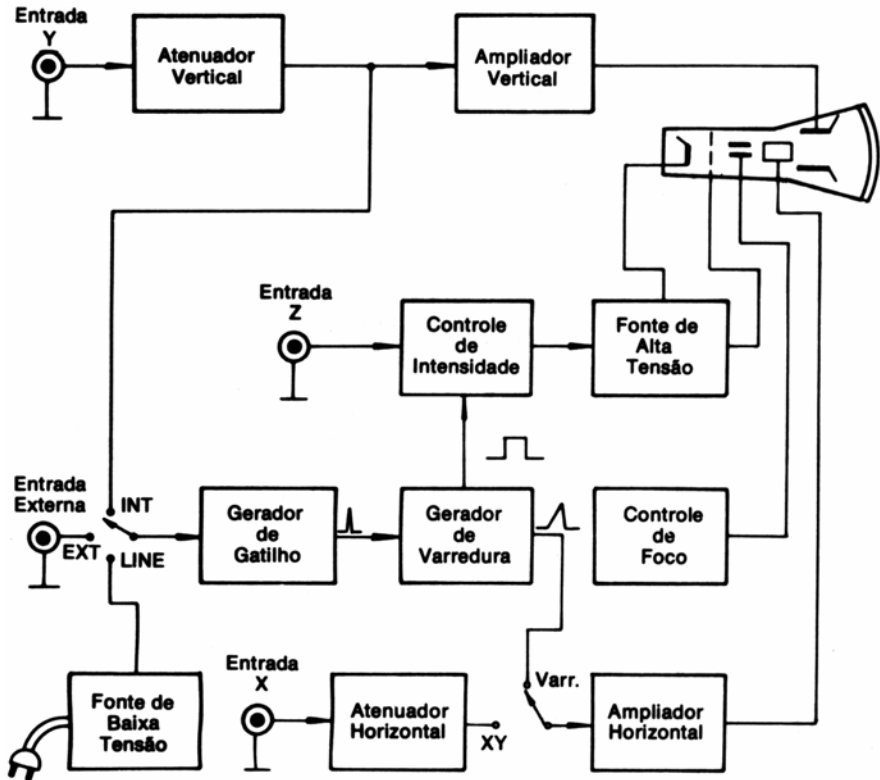 Entrada
Y
Atenuador
Vertical
Ampliador
Vertical
Entrada
Z
Controle
de
Intensidade
Fonte de
Alta
Tensão
Entrada
Externa
INT
EXT
LINE
Gerador
de
Gatilho
Gerador
de
Varredura
Controle
de
Foco
Fonte de
Baixa
Tensão
Entrada
X
Atenuador
Horizontal
XY
Varr.
Ampliador
Horizontal